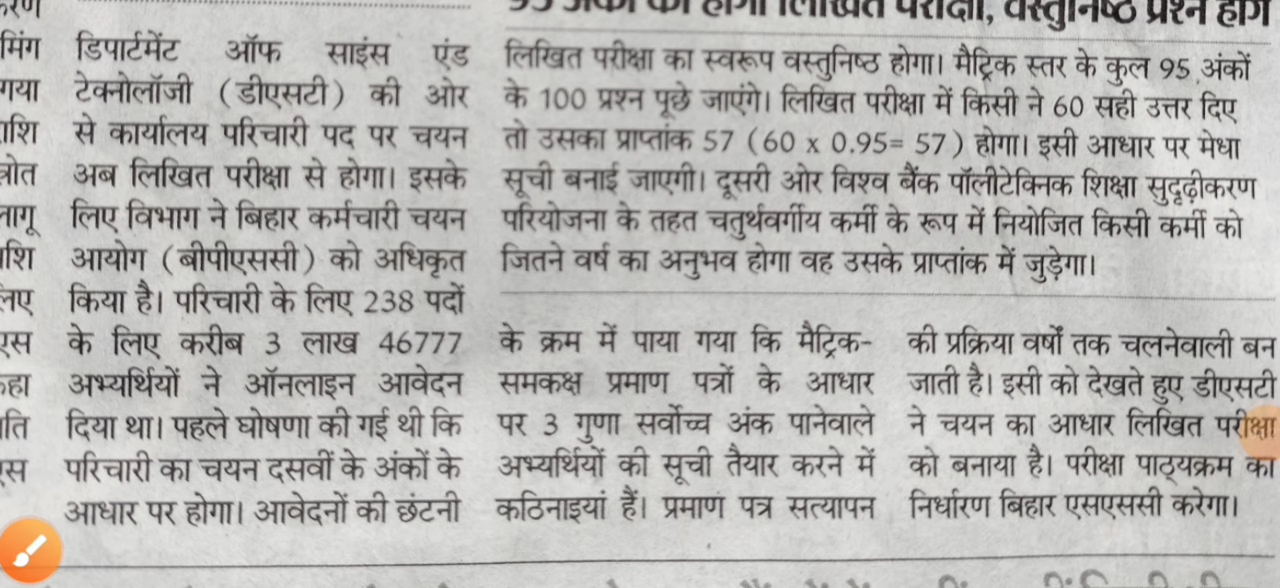 95 अंकों की होगी लिखित परीक्षा, वस्तुनिष्ठ प्रश्न होंगे
डिपार्टमेंट ऑफ साइंस एंड
टेक्नोलॉजी (डीएसटी) की ओर
से कार्यालय परिचारी पद पर चयन
अब लिखित परीक्षा से होगा। इसके
लिए विभाग ने बिहार कर्मचारी चयन
आयोग (बीपीएससी) को अधिकृत
किया है। परिचारी के लिए 238 पदों
के लिए करीब 3 लाख 46777
अभ्यर्थियों ने ऑनलाइन आवेदन
दिया था। पहले घोषणा की गई थी कि
परिचारी का चयन दसवीं के अंकों के
आधार पर होगा। आवेदनों की छंटनी
लिखित परीक्षा का स्वरूप वस्तुनिष्ठ होगा। मैट्रिक स्तर के कुल 95 अंकों
के 100 प्रश्न पूछे जाएंगे। लिखित परीक्षा में किसी ने 60 सही उत्तर दिए
तो उसका प्राप्तांक 57 (60 x 0.95= 57) होगा। इसी आधार पर मेधा
सूची बनाई जाएगी। दूसरी ओर विश्व बैंक पॉलीटेक्निक शिक्षा सुदृढ़ीकरण
परियोजना के तहत चतुर्थवर्गीय कर्मी के रूप में नियोजित किसी कर्मी को
जितने वर्ष का अनुभव होगा वह उसके प्राप्तांक में जुड़ेगा।
के क्रम में पाया गया कि मैट्रिक-
समकक्ष प्रमाण पत्रों के आधार
पर 3 गुणा सर्वोच्च अंक पानेवाले
अभ्यर्थियों की सूची तैयार करने में
कठिनाइयां हैं। प्रमाण पत्र सत्यापन
की प्रक्रिया वर्षों तक चलनेवाली बन
जाती है। इसी को देखते हुए डीएसटी
ने चयन का आधार लिखित परीक्षा
को बनाया है। परीक्षा पाठ्यक्रम का
निर्धारण बिहार एसएससी करेगा।